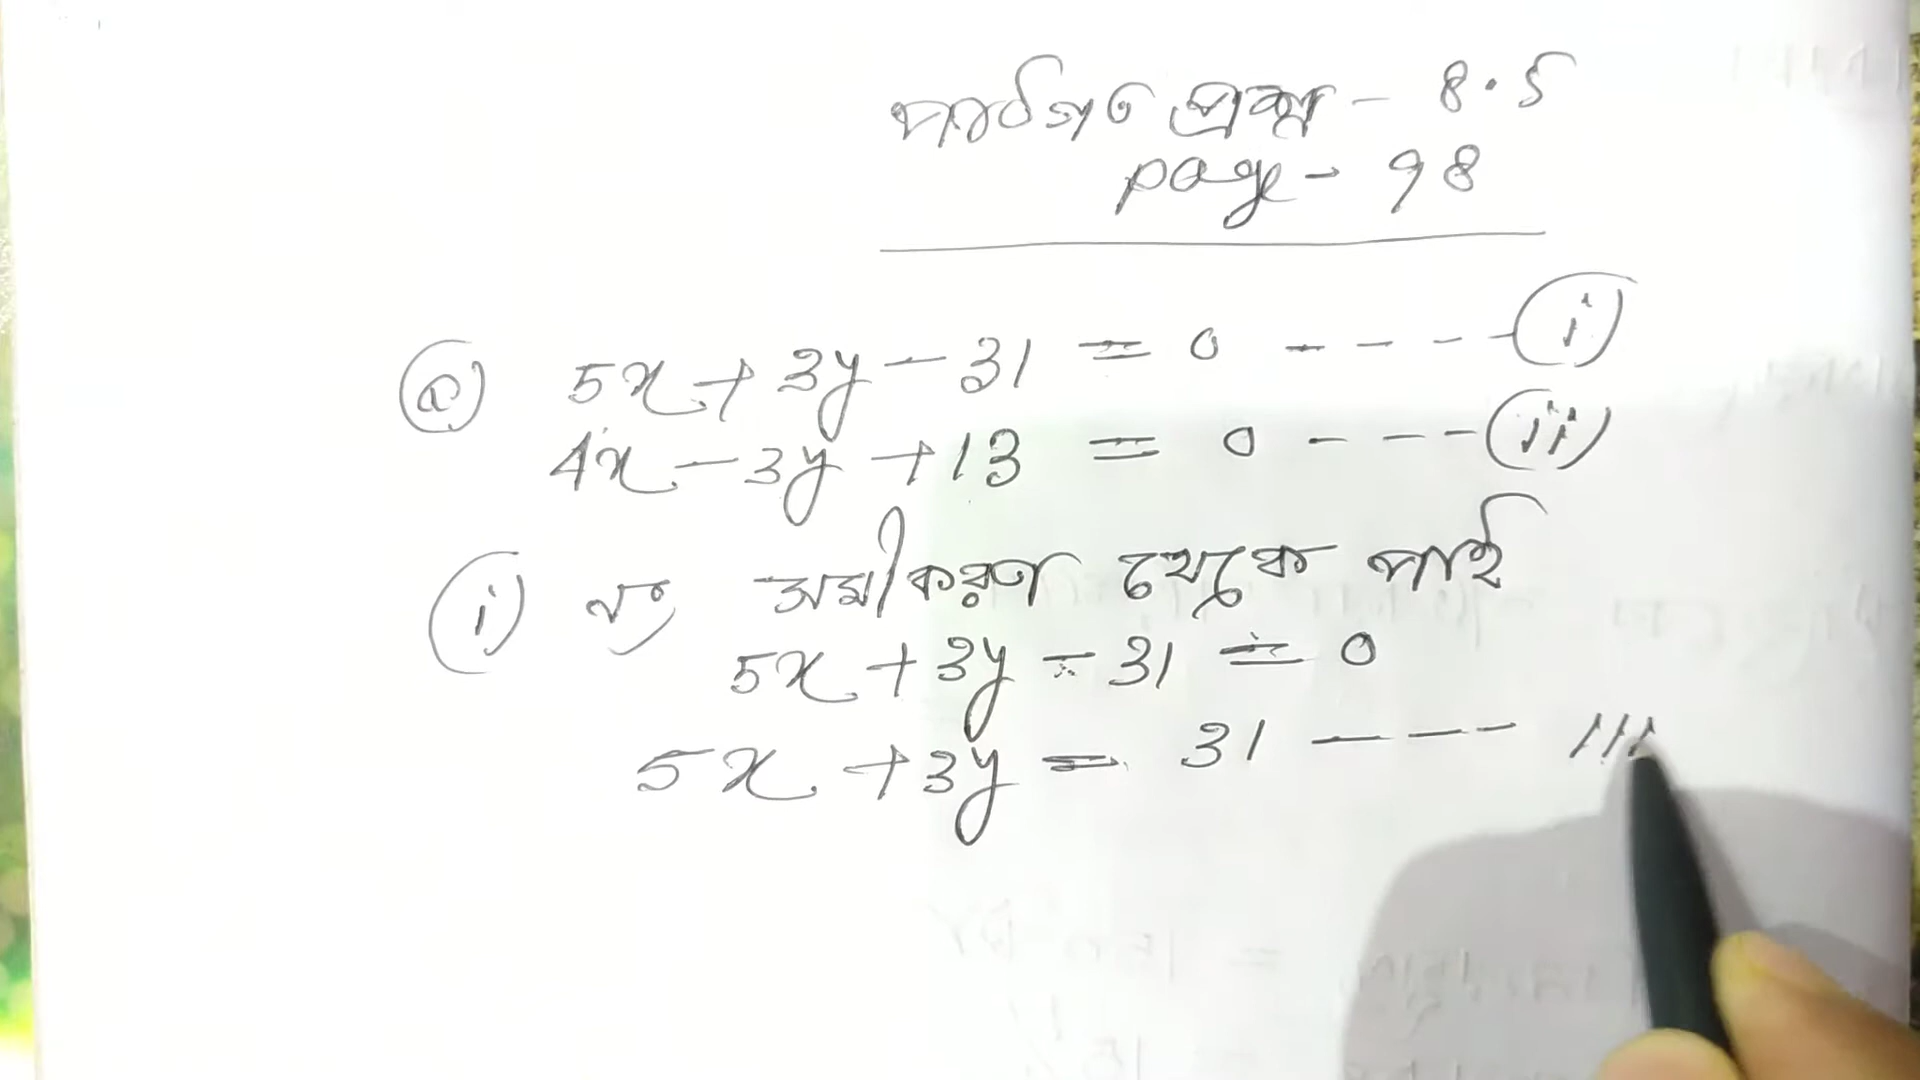 পাঠগত প্রশ্ন - 8.5
page - 98
ⓐ 5x + 3y - 31 = 0 ---- (i)
4x - 3y + 13 = 0 --- (ii)
(i) নং সমীকরণ থেকে পাই
5x + 3y - 31 = 0
5x + 3y = 31 --- iii